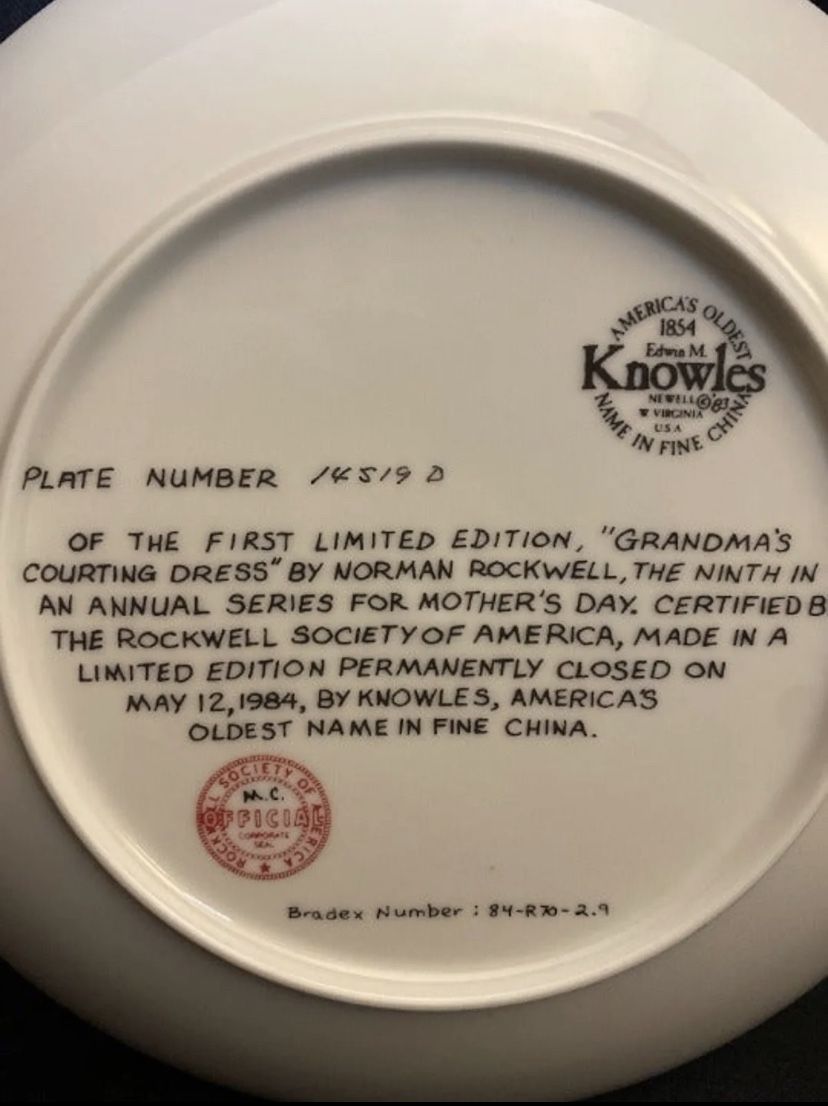 AMERICA'S OLDEST
1854
Edwin M.
Knowles
NEWELL © '83
W VIRGINIA
U.S.A
NAME IN FINE CHINA
PLATE NUMBER 14519 D
OF THE FIRST LIMITED EDITION, "GRANDMA'S
COURTING DRESS" BY NORMAN ROCKWELL, THE NINTH IN
AN ANNUAL SERIES FOR MOTHER'S DAY. CERTIFIED B
THE ROCKWELL SOCIETY OF AMERICA, MADE IN A
LIMITED EDITION PERMANENTLY CLOSED ON
MAY 12, 1984, BY KNOWLES, AMERICA'S
OLDEST NAME IN FINE CHINA.
ROCKWELL SOCIETY OF AMERICA
M.C.
OFFICIAL
CORPORATE
SEAL
Bradex Number : 84-R70-2.9